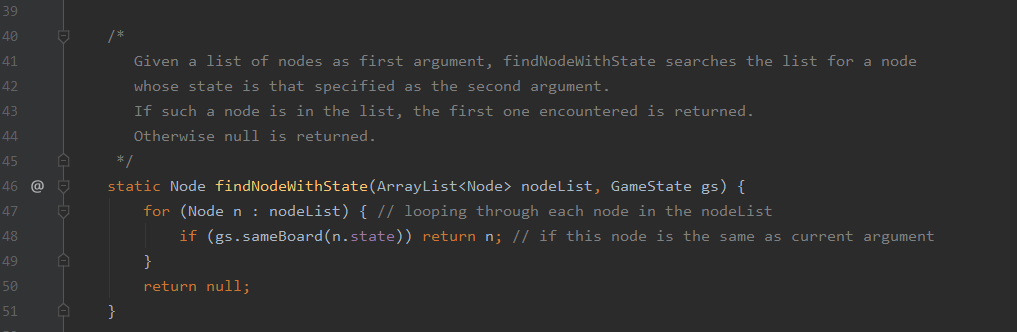 39
40 /*
41 Given a list of nodes as first argument, findNodeWithState searches the list for a node
42 whose state is that specified as the second argument.
43 If such a node is in the list, the first one encountered is returned.
44 Otherwise null is returned.
45 */
46 @ static Node findNodeWithState(ArrayList<Node> nodeList, GameState gs) {
47 for (Node n : nodeList) { // looping through each node in the nodeList
48 if (gs.sameBoard(n.state)) return n; // if this node is the same as current argument
49 }
50 return null;
51 }